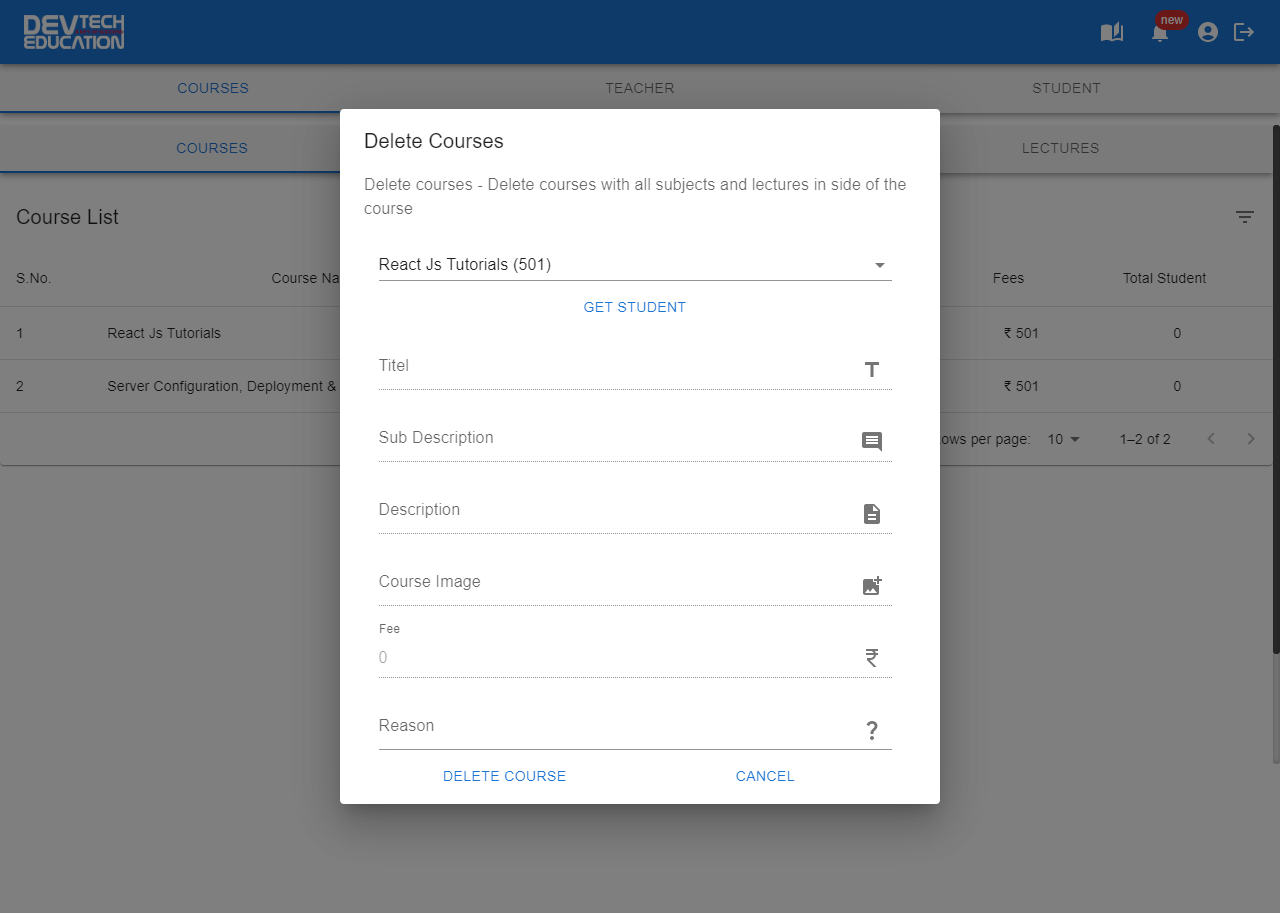 DEVTECH
EDUCATION
new
COURSES TEACHER STUDENT
COURSES LECTURES
Delete Courses
Delete courses - Delete courses with all subjects and lectures in side of the
course
Course List
React Js Tutorials (501)
S.No. Course Na Fees Total Student
GET STUDENT
1 React Js Tutorials ₹ 501 0
Titel
2 Server Configuration, Deployment & ₹ 501 0
Sub Description
ows per page: 10 1–2 of 2
Description
Course Image
Fee
0 ₹
Reason ?
DELETE COURSE CANCEL